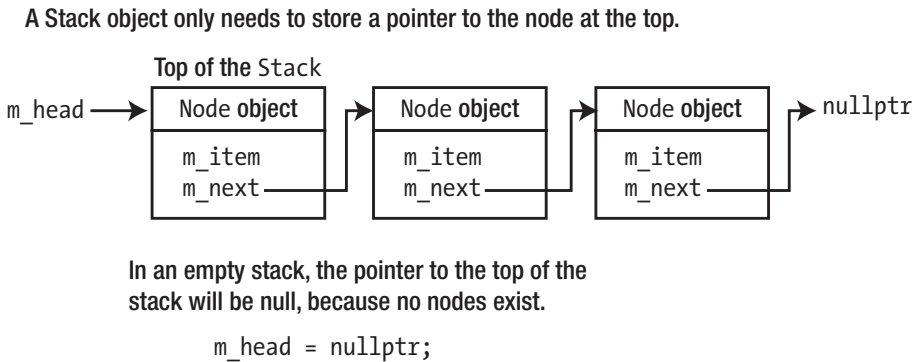 A Stack object only needs to store a pointer to the node at the top.
Top of the Stack
m_head
Node object
Node object
Node object
nullptr
m_item
m_item
m_item
m_next
m_next
m_next
In an empty stack, the pointer to the top of the
stack will be null, because no nodes exist.
m_head = nullptr;